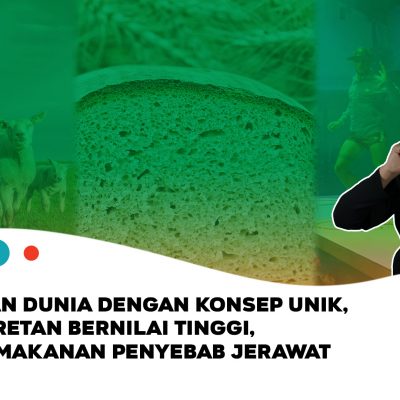 AN DUNIA DENGAN KONSEP UNIK,
RETAN BERNILAI TINGGI,
MAKANAN PENYEBAB JERAWAT